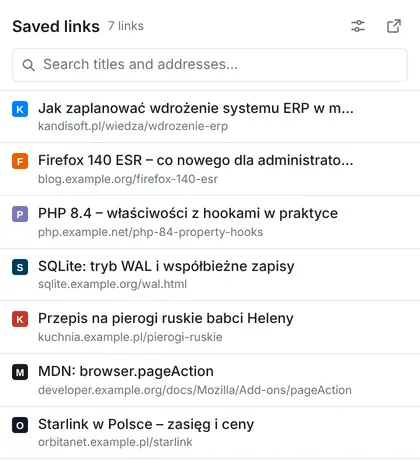 Saved links 7 links
Search titles and addresses...
K Jak zaplanować wdrożenie systemu ERP w m...
kandisoft.pl/wiedza/wdrozenie-erp
F Firefox 140 ESR – co nowego dla administrato...
blog.example.org/firefox-140-esr
P PHP 8.4 – właściwości z hookami w praktyce
php.example.net/php-84-property-hooks
S SQLite: tryb WAL i współbieżne zapisy
sqlite.example.org/wal.html
K Przepis na pierogi ruskie babci Heleny
kuchnia.example.pl/pierogi-ruskie
M MDN: browser.pageAction
developer.example.org/docs/Mozilla/Add-ons/pageAction
O Starlink w Polsce – zasięg i ceny
orbitanet.example.pl/starlink